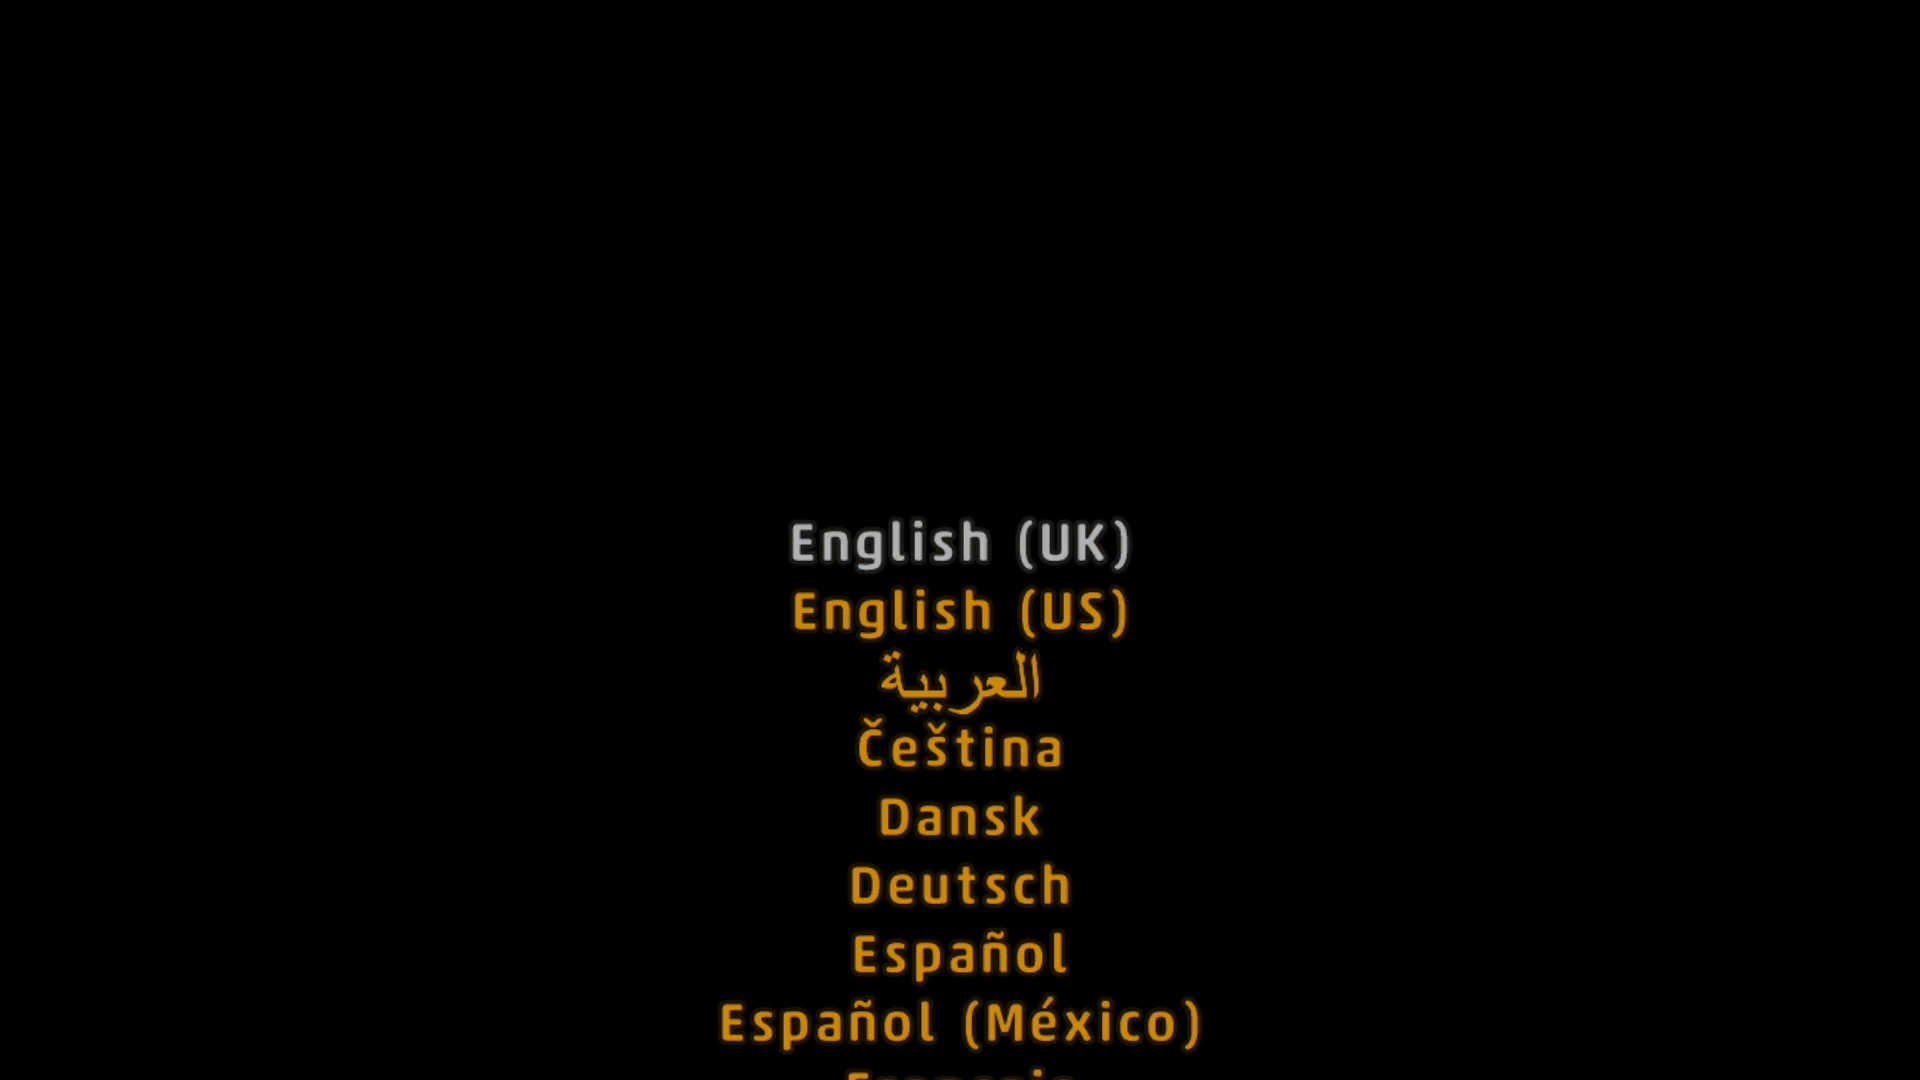 English (UK)
English (US)
العربية
Čeština
Dansk
Deutsch
Español
Español (México)